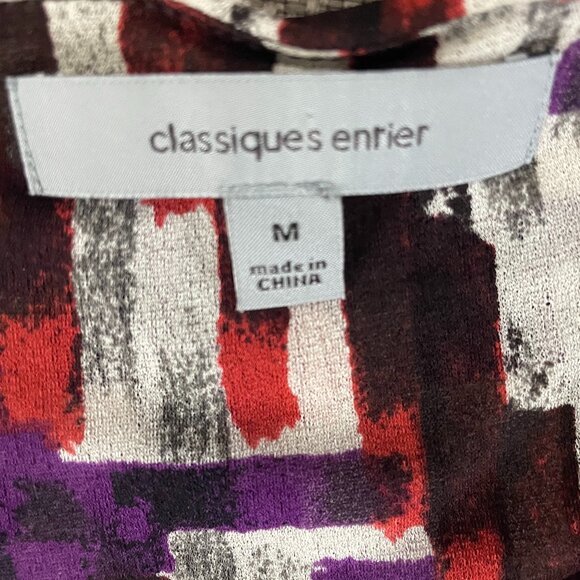 classiques entier
M
made in
CHINA